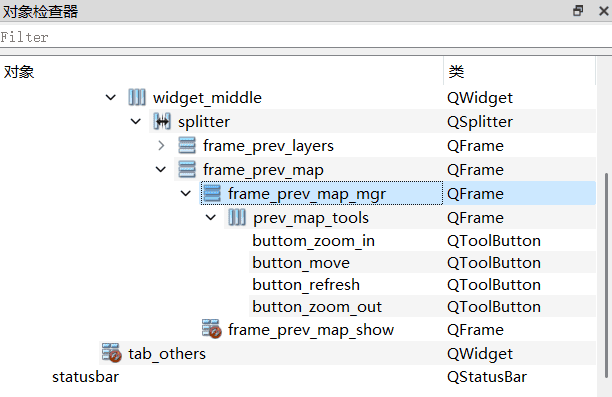 对象检查器
Filter
对象 类
widget_middle QWidget
splitter QSplitter
frame_prev_layers QFrame
frame_prev_map QFrame
frame_prev_map_mgr QFrame
prev_map_tools QFrame
buttom_zoom_in QToolButton
button_move QToolButton
button_refresh QToolButton
button_zoom_out QToolButton
frame_prev_map_show QFrame
tab_others QWidget
statusbar QStatusBar